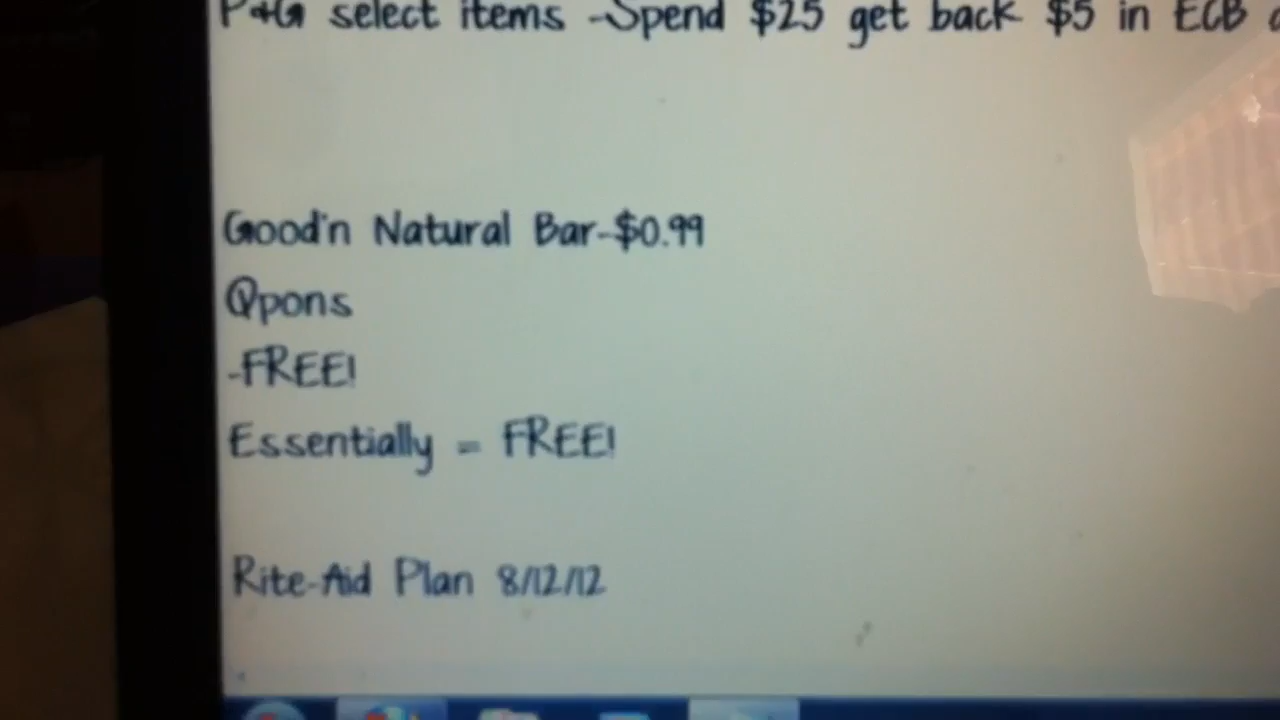 P&G select items -Spend $25 get back $5 in ECB
Good'n Natural Bar-$0.99
Qpons
-FREE!
Essentially = FREE!
Rite-Aid Plan 8/12/12